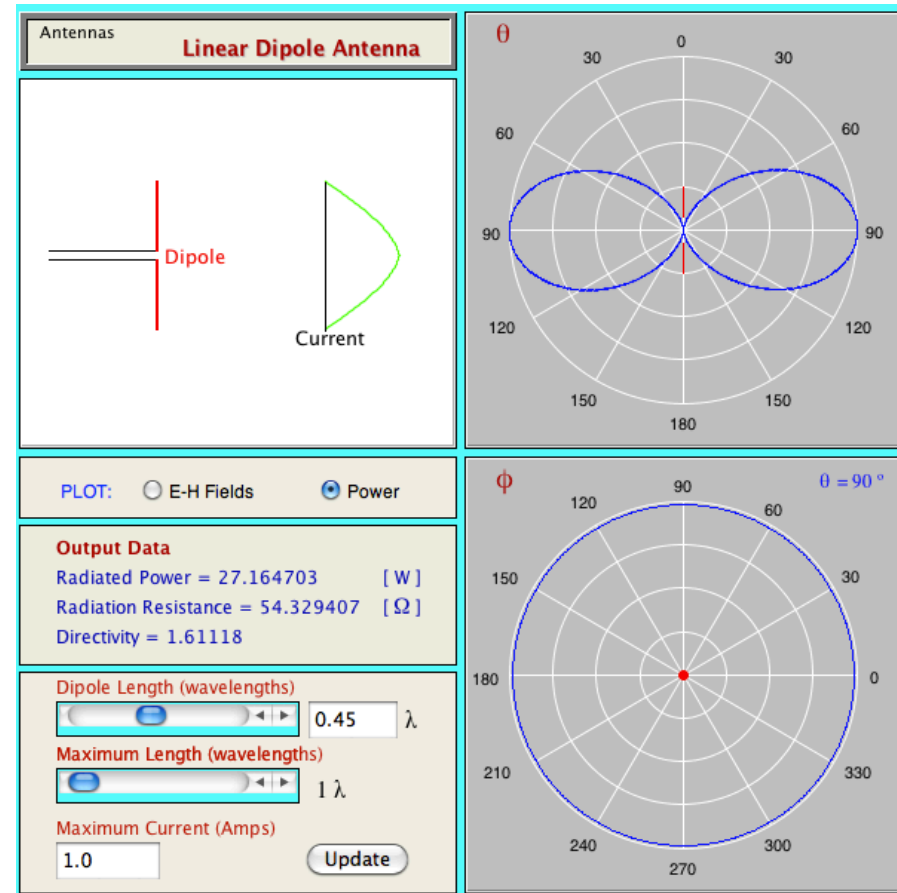 Antennas
Linear Dipole Antenna
Dipole
Current
PLOT: E-H Fields Power
Output Data
Radiated Power = 27.164703 [ W ]
Radiation Resistance = 54.329407 [ Ω ]
Directivity = 1.61118
Dipole Length (wavelengths)
0.45 λ
Maximum Length (wavelengths)
1 λ
Maximum Current (Amps)
1.0 Update
θ
0
30 30
60 60
90 90
120 120
150 150
180
ϕ θ = 90 º
90
120 60
150 30
180 0
210 330
240 300
270